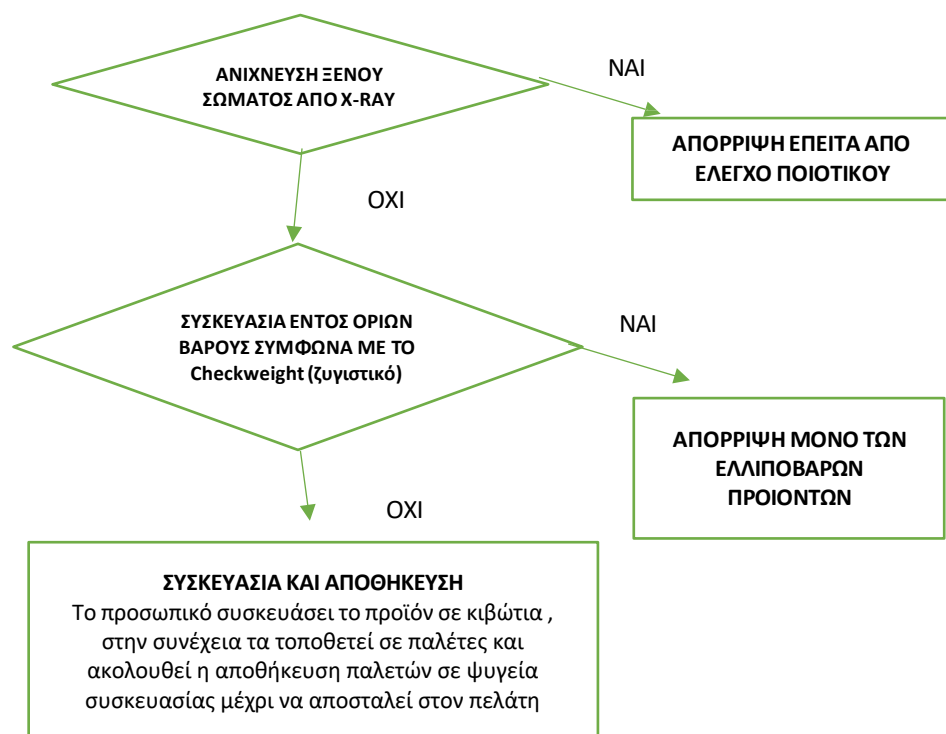 ΑΝΙΧΝΕΥΣΗ ΞΕΝΟΥ
ΣΩΜΑΤΟΣ ΑΠΟ X-RAY
ΝΑΙ
ΑΠΟΡΡΙΨΗ ΕΠΕΙΤΑ ΑΠΟ
ΕΛΕΓΧΟ ΠΟΙΟΤΙΚΟΥ
ΟΧΙ
ΣΥΣΚΕΥΑΣΙΑ ΕΝΤΟΣ ΟΡΙΩΝ
ΒΑΡΟΥΣ ΣΥΜΦΩΝΑ ΜΕ ΤΟ
Checkweight (ζυγιστικό)
ΝΑΙ
ΑΠΟΡΡΙΨΗ ΜΟΝΟ ΤΩΝ
ΕΛΛΙΠΟΒΑΡΩΝ
ΠΡΟΙΟΝΤΩΝ
ΟΧΙ
ΣΥΣΚΕΥΑΣΙΑ ΚΑΙ ΑΠΟΘΗΚΕΥΣΗ
Το προσωπικό συσκευάσει το προϊόν σε κιβώτια ,
στην συνέχεια τα τοποθετεί σε παλέτες και
ακολουθεί η αποθήκευση παλετών σε ψυγεία
συσκευασίας μέχρι να αποσταλεί στον πελάτη